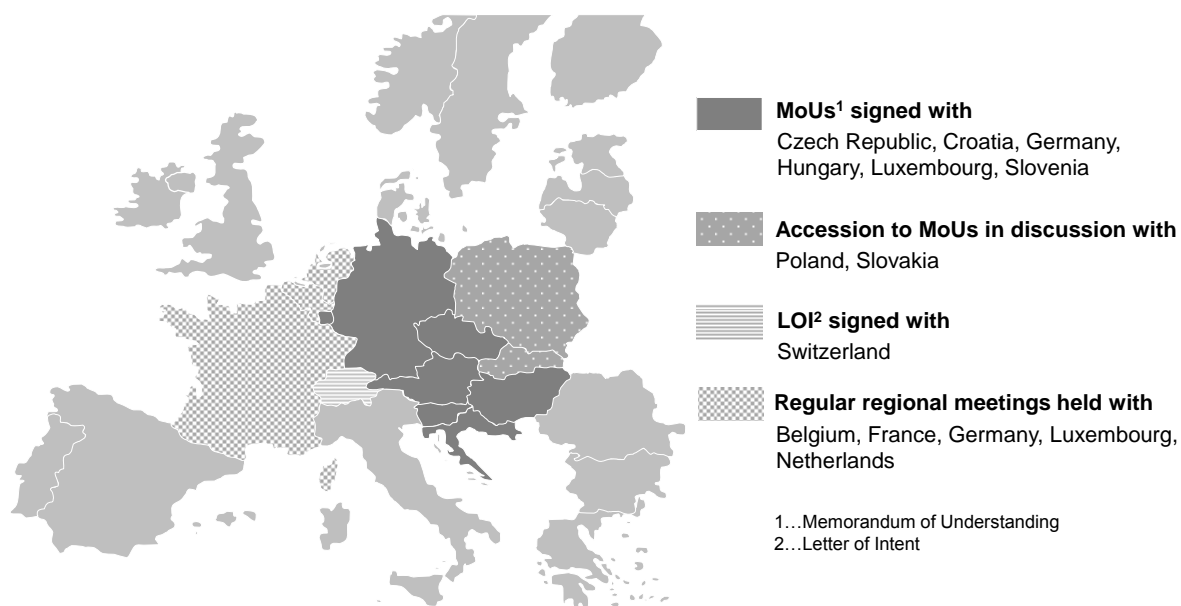 MoUs¹ signed with
Czech Republic, Croatia, Germany,
Hungary, Luxembourg, Slovenia
Accession to MoUs in discussion with
Poland, Slovakia
LOI² signed with
Switzerland
Regular regional meetings held with
Belgium, France, Germany, Luxembourg,
Netherlands
1…Memorandum of Understanding
2…Letter of Intent